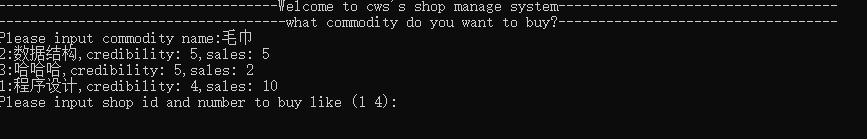 -----------------------------------Welcome to cws's shop manage system-----------------------------------
------------------------------------what commodity do you want to buy?-----------------------------------
Please input commodity name:毛巾
2:数据结构,credibility: 5,sales: 5
3:哈哈哈,credibility: 5,sales: 2
1:程序设计,credibility: 4,sales: 10
Please input shop id and number to buy like (1 4):